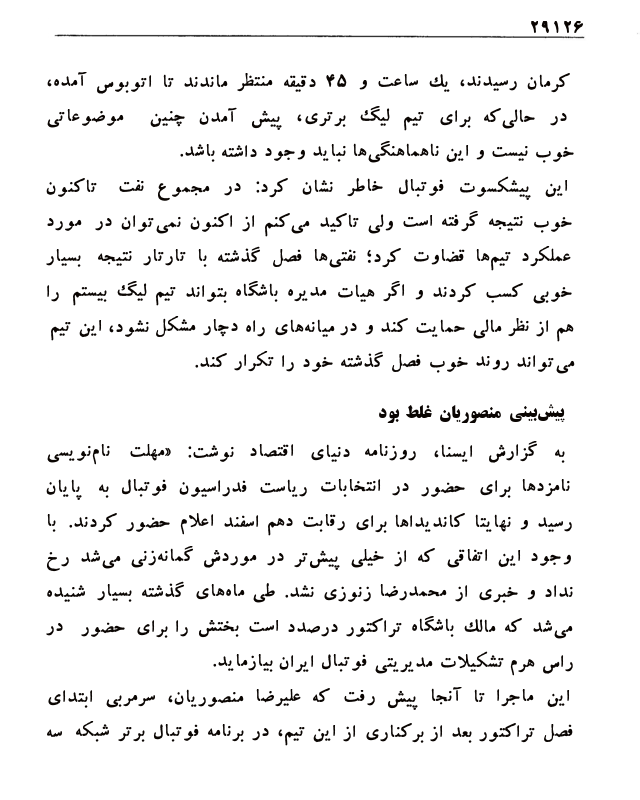 ۲۹۱۲۶
کرمان رسیدند، یك ساعت و ۴۵ دقیقه منتظر ماندند تا اتوبوس آمده،
در حالی‌که برای تیم لیگ برتری، پیش آمدن چنین موضوعاتی
خوب نیست و این ناهماهنگی‌ها نباید وجود داشته باشد.
این پیشکسوت فوتبال خاطر نشان کرد: در مجموع نفت تاکنون
خوب نتیجه گرفته است ولی تاکید می‌کنم از اکنون نمی‌توان در مورد
عملکرد تیم‌ها قضاوت کرد؛ نفتی‌ها فصل گذشته با تارتار نتیجه بسیار
خوبی کسب کردند و اگر هیات مدیره باشگاه بتواند تیم لیگ بیستم را
هم از نظر مالی حمایت کند و در میانه‌های راه دچار مشکل نشود، این تیم
می‌تواند روند خوب فصل گذشته خود را تکرار کند.
پیش‌بینی منصوریان غلط بود
به گزارش ایسنا، روزنامه دنیای اقتصاد نوشت: «مهلت نام‌نویسی
نامزدها برای حضور در انتخابات ریاست فدراسیون فوتبال به پایان
رسید و نهایتا کاندیداها برای رقابت دهم اسفند اعلام حضور کردند. با
وجود این اتفاقی که از خیلی پیش‌تر در موردش گمانه‌زنی می‌شد رخ
نداد و خبری از محمدرضا زنوزی نشد. طی ماه‌های گذشته بسیار شنیده
می‌شد که مالك باشگاه تراکتور درصدد است بختش را برای حضور در
راس هرم تشکیلات مدیریتی فوتبال ایران بیازماید.
این ماجرا تا آنجا پیش رفت که علیرضا منصوریان، سرمربی ابتدای
فصل تراکتور بعد از برکناری از این تیم، در برنامه فوتبال برتر شبکه سه